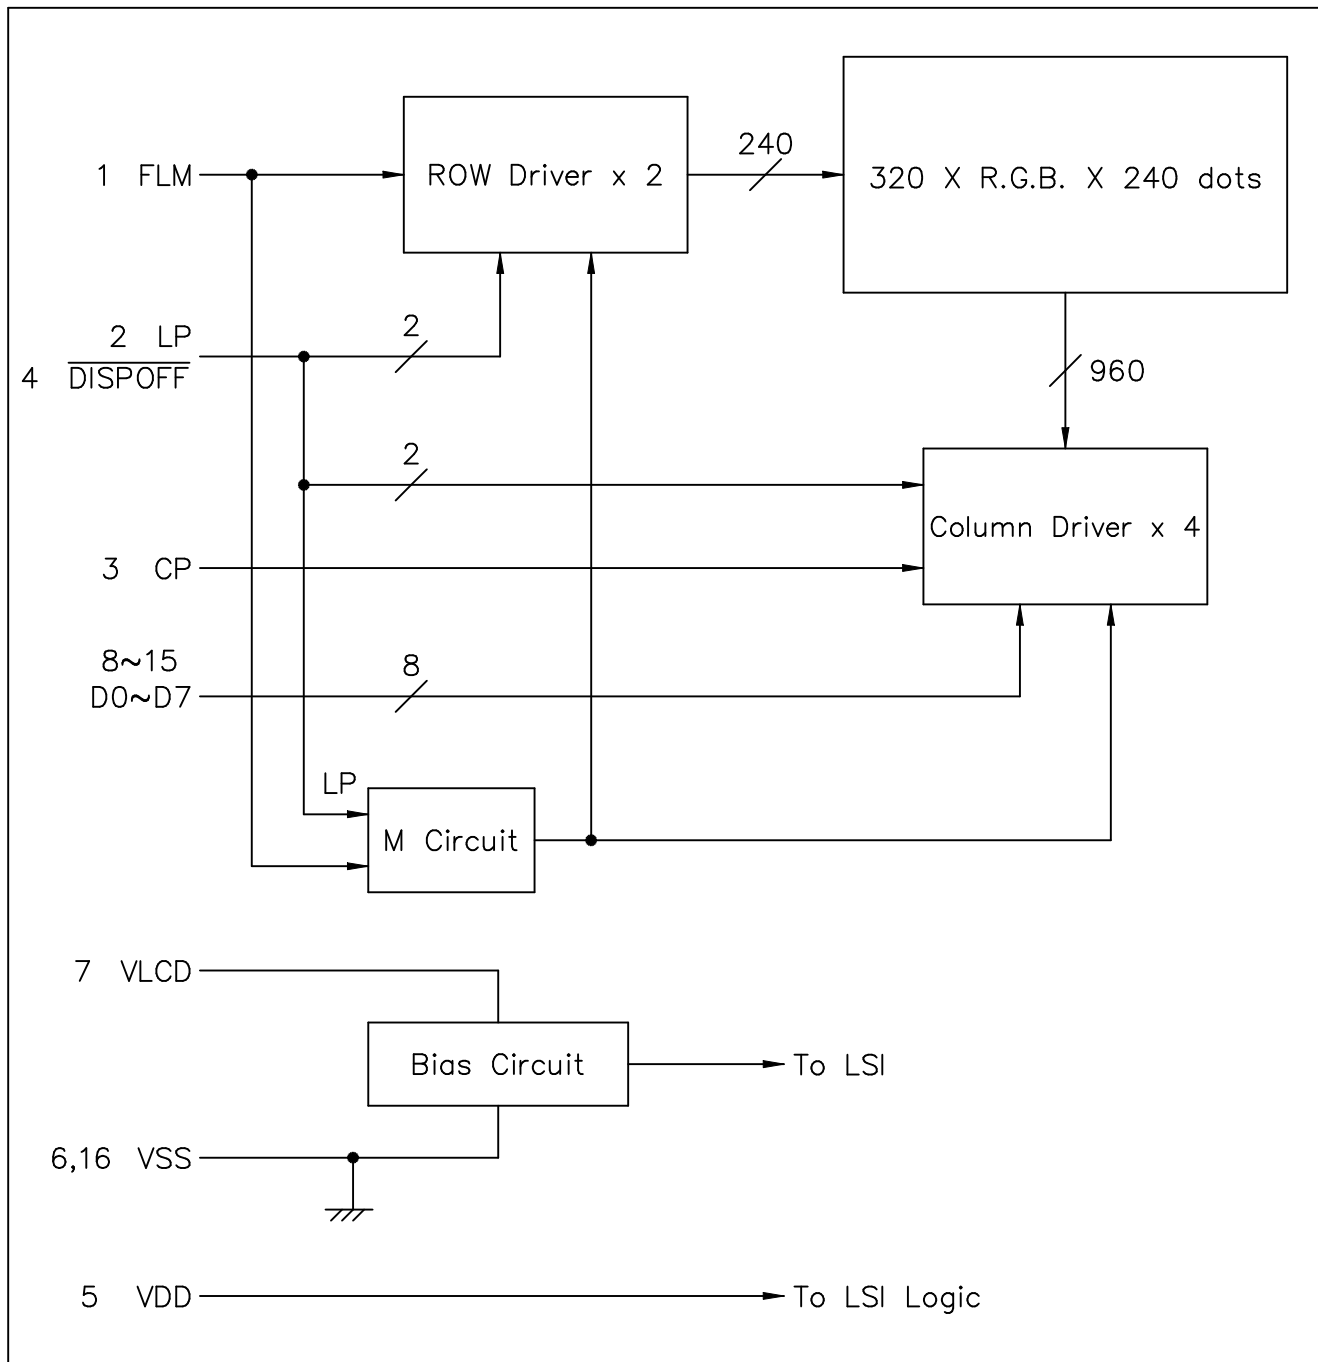 240
1 FLM
ROW Driver x 2
320 X R.G.B. X 240 dots
2 LP
2
4 DISPOFF
960
2
Column Driver x 4
3 CP
8~15
8
D0~D7
LP
M Circuit
7 VLCD
Bias Circuit
To LSI
6,16 VSS
5 VDD
To LSI Logic